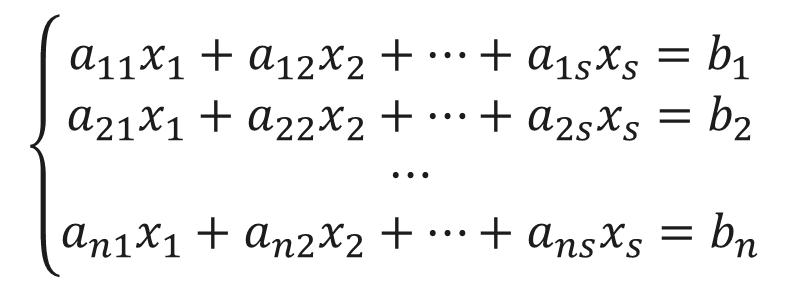 a₁₁x₁ + a₁₂x₂ + ⋯ + a₁ₛxₛ = b₁
a₂₁x₁ + a₂₂x₂ + ⋯ + a₂ₛxₛ = b₂
⋯
aₙ₁x₁ + aₙ₂x₂ + ⋯ + aₙₛxₛ = bₙ